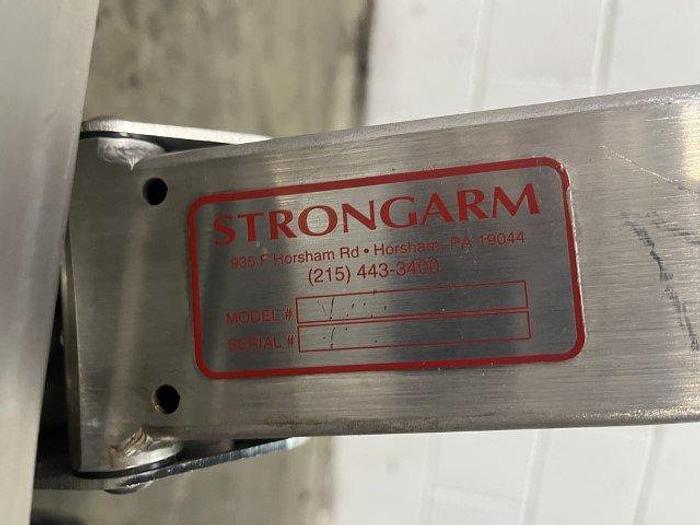 STRONGARM
935 F Horsham Rd • Horsham, PA 19044
(215) 443-3400
MODEL #
SERIAL #